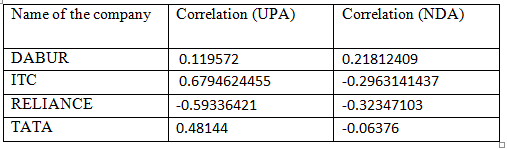 Name of the company Correlation (UPA) Correlation (NDA)
DABUR 0.119572 0.21812409
ITC 0.6794624455 -0.2963141437
RELIANCE -0.59336421 -0.32347103
TATA 0.48144 -0.06376